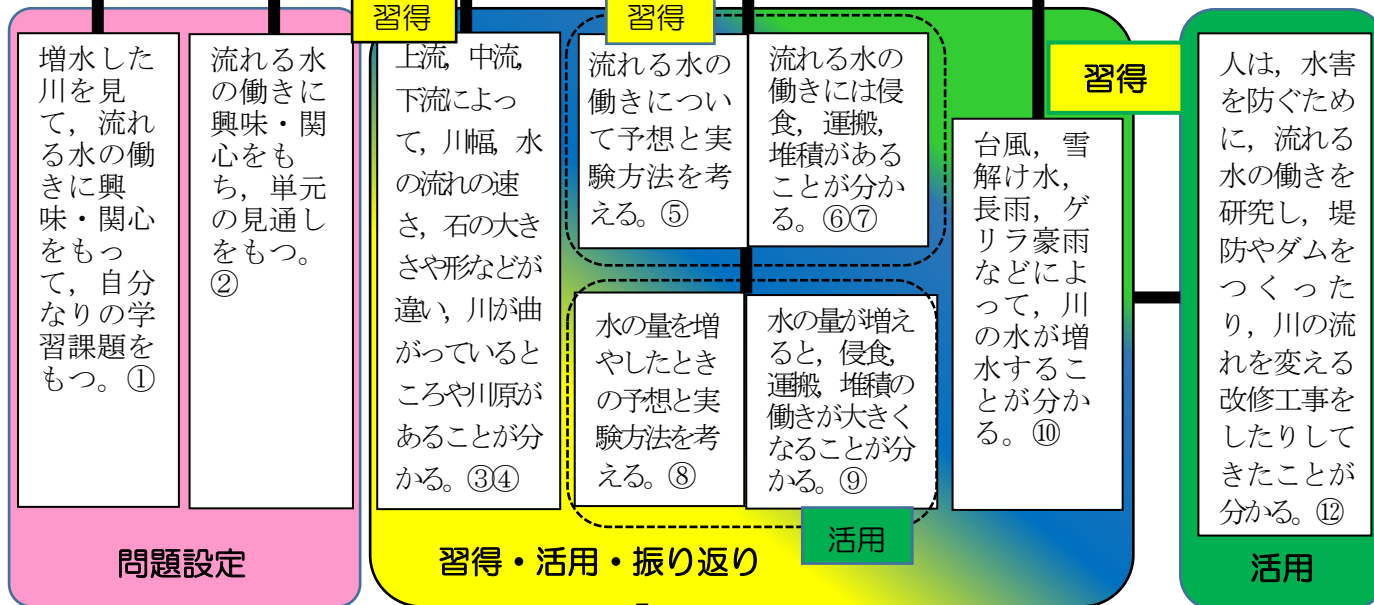 増水した
川を見
て，流れ
る水の働
きに興
味・関心
をもっ
て，自分
なりの学
習課題を
もつ。①
流れる水
の働きに
興味・関
心をも
ち，単元
の見通し
をもつ。
②
問題設定
習得
上流，中流，
下流によっ
て，川幅，水
の流れの速
さ，石の大き
さや形などが
違い，川が曲
がっていると
ころや川原が
あることが分
かる。③④
習得
流れる水の
働きについ
て予想と実
験方法を考
える。⑤
流れる水の
働きには侵
食，運搬，
堆積がある
ことが分か
る。⑥⑦
水の量を増
やしたとき
の予想と実
験方法を考
える。⑧
水の量が増え
ると，侵食，
運搬，堆積の
働きが大きく
なることが分
かる。⑨
活用
習得・活用・振り返り
習得
台風，雪
解け水，
長雨，ゲ
リラ豪雨
などによ
って，川
の水が増
水するこ
とが分か
る。⑩
人は，水害
を防ぐため
に，流れる
水の働きを
研究し，堤
防やダムを
つくった
り，川の流
れを変える
改修工事を
したりして
きたことが
分かる。⑫
活用